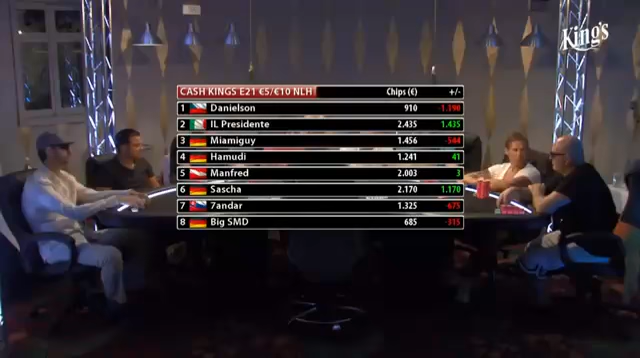 King's
CASH KINGS E21 €5/€10 NLH Chips (€) +/-
1 Danielson 910 -1.190
2 IL Presidente 2.435 1.435
3 Miamiguy 1.456 -544
4 Hamudi 1.241 41
5 Manfred 2.003 3
6 Sascha 2.170 1.170
7 7andar 1.325 -675
8 Big SMD 685 -315